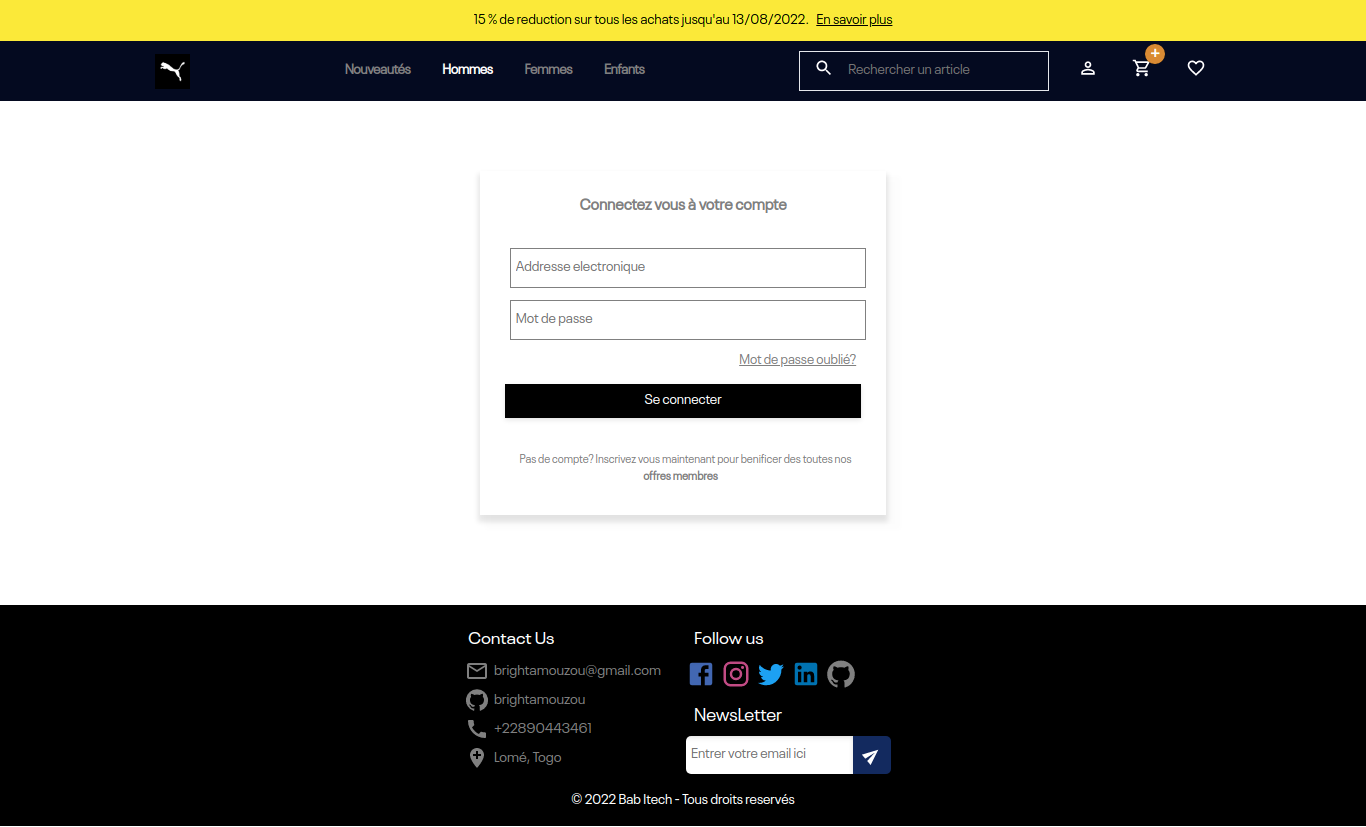 15 % de reduction sur tous les achats jusqu'au 13/08/2022. En savoir plus
Nouveautés Hommes Femmes Enfants Rechercher un article +
Connectez vous à votre compte
Addresse electronique
Mot de passe
Mot de passe oublié?
Se connecter
Pas de compte? Inscrivez vous maintenant pour benificer des toutes nos
offres membres
Contact Us
brightamouzou@gmail.com
brightamouzou
+22890443461
Lomé, Togo
Follow us
NewsLetter
Entrer votre email ici
© 2022 Bab Itech - Tous droits reservés